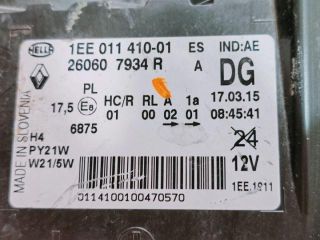 HELLA 1EE 011 410-01 ES IND:AE
26060 7934 R A DG
PL
17,5 E8 HC/R RL A 1a 17.03.15
01 00 02 01 08:45:41
6875
MADE IN SLOVENIA
H4 24
PY21W 12V
W21/5W
1EE.1911
0114100100470570